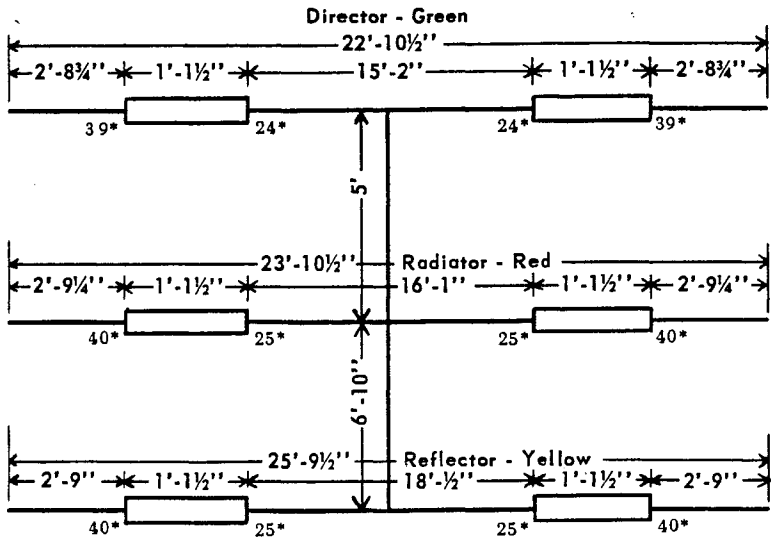 Director - Green
22'-10½"
2'-8¾" 1'-1½" 15'-2" 1'-1½" 2'-8¾"
39* 24* 24* 39*
5'
23'-10½" Radiator - Red
2'-9¼" 1'-1½" 16'-1" 1'-1½" 2'-9¼"
40* 25* 25* 40*
6'-10"
25'-9½" Reflector - Yellow
2'-9" 1'-1½" 18'-½" 1'-1½" 2'-9"
40* 25* 25* 40*